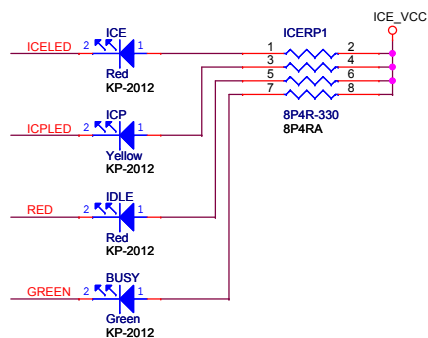 ICE_VCC
ICE ICERP1
ICELED 2 1 1 2
Red 3 4
KP-2012 5 6
7 8
ICP 8P4R-330
ICPLED 2 1 8P4RA
Yellow
KP-2012
IDLE
RED 2 1
Red
KP-2012
BUSY
GREEN 2 1
Green
KP-2012